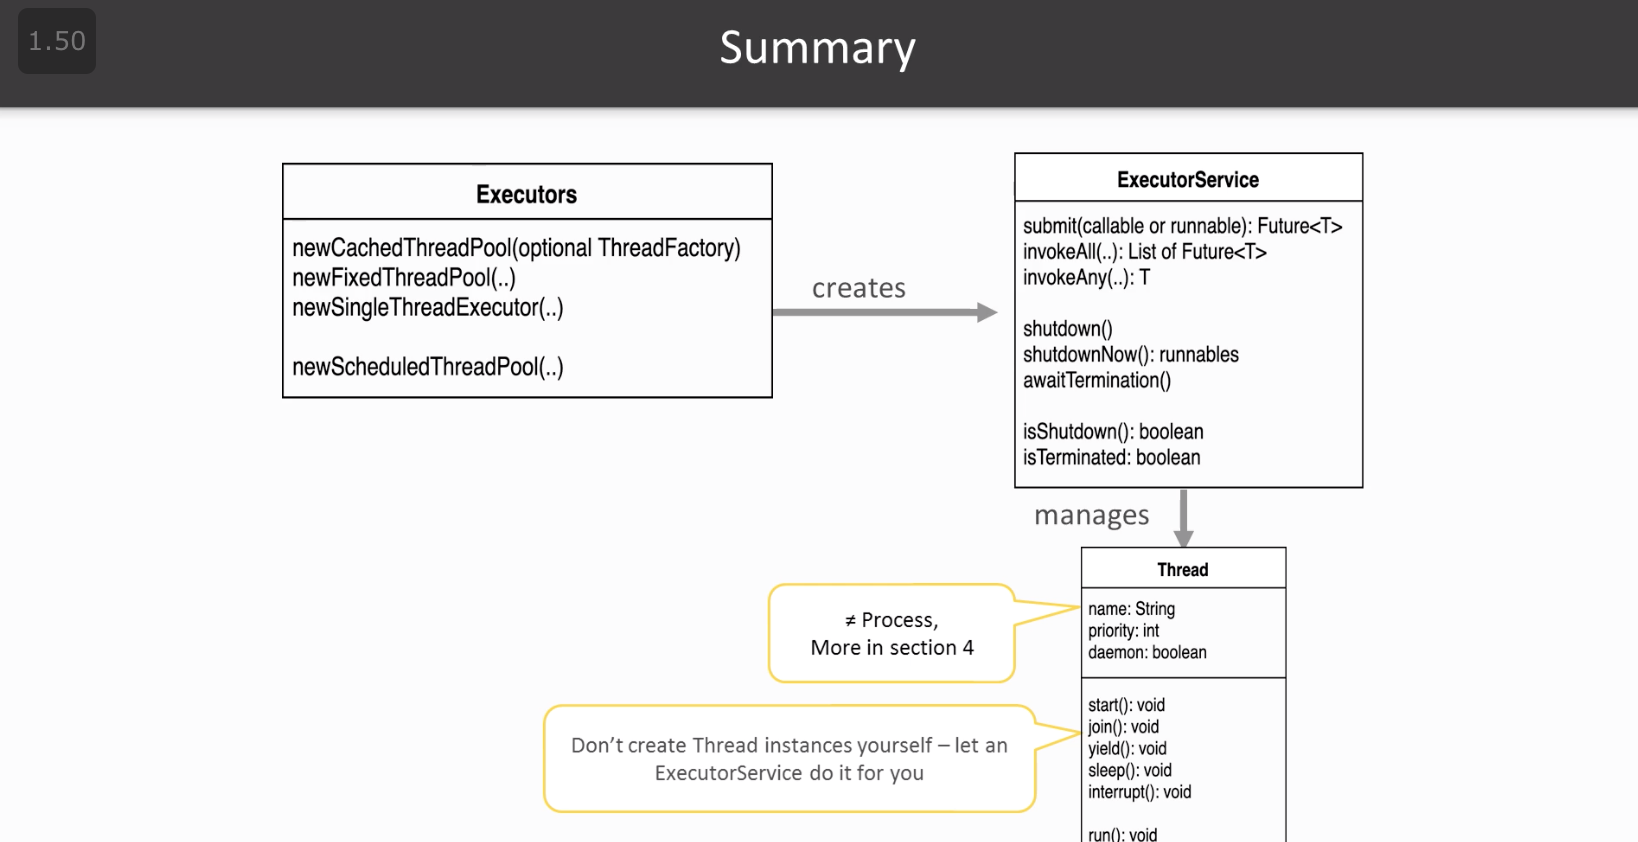 1.50
Summary
Executors
newCachedThreadPool(optional ThreadFactory)
newFixedThreadPool(..)
newSingleThreadExecutor(..)
newScheduledThreadPool(..)
creates
ExecutorService
submit(callable or runnable): Future<T>
invokeAll(..): List of Future<T>
invokeAny(..): T
shutdown()
shutdownNow(): runnables
awaitTermination()
isShutdown(): boolean
isTerminated: boolean
manages
Thread
name: String
priority: int
daemon: boolean
start(): void
join(): void
yield(): void
sleep(): void
interrupt(): void
run(): void
≠ Process,
More in section 4
Don’t create Thread instances yourself – let an
ExecutorService do it for you